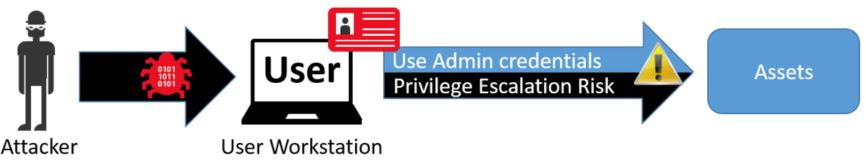 0101
1011
0101
User
Use Admin credentials
Privilege Escalation Risk
Assets
Attacker
User Workstation